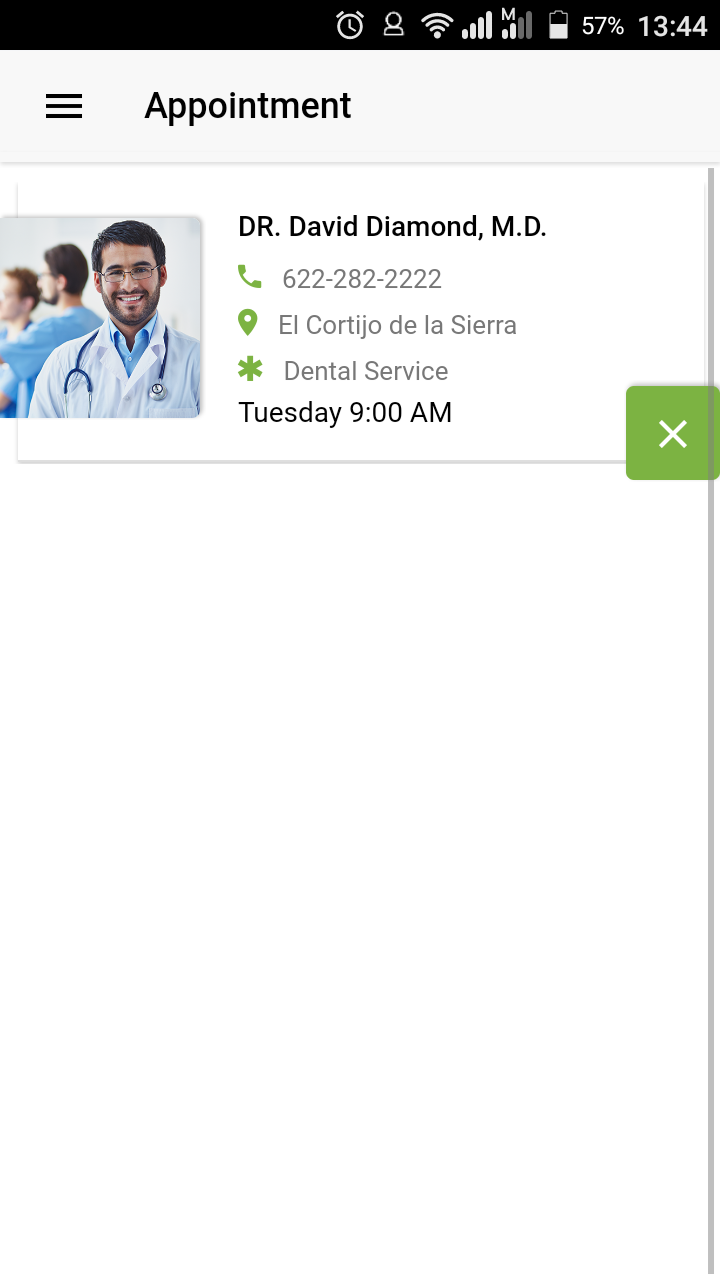 M
57% 13:44
Appointment
DR. David Diamond, M.D.
622-282-2222
El Cortijo de la Sierra
Dental Service
Tuesday 9:00 AM